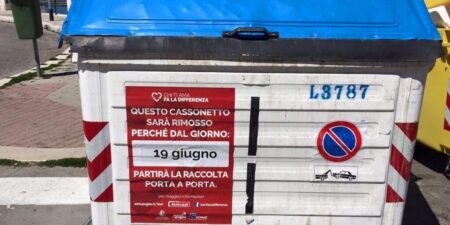 CHI TI AMA
FA LA DIFFERENZA
QUESTO CASSONETTO
SARÀ RIMOSSO
PERCHÉ DAL GIORNO:
19 giugno
PARTIRÀ LA RACCOLTA
PORTA A PORTA.
L3787